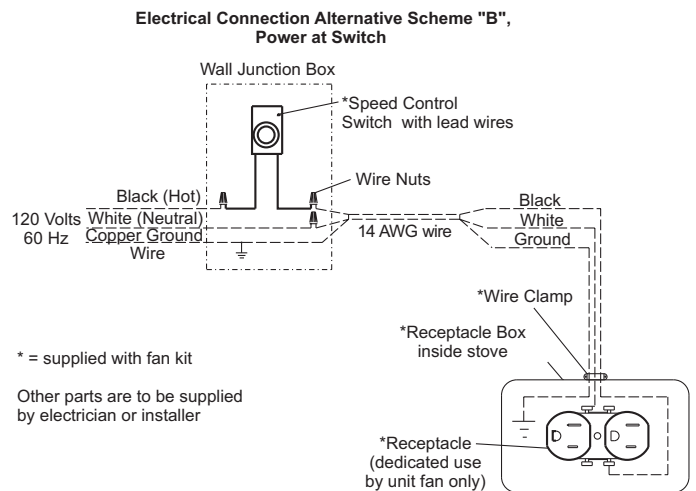 Electrical Connection Alternative Scheme "B",
Power at Switch
Wall Junction Box
*Speed Control
Switch with lead wires
Wire Nuts
Black (Hot)
120 Volts
60 Hz
White (Neutral)
Copper Ground
Wire
14 AWG wire
Black
White
Ground
*Wire Clamp
*Receptacle Box
inside stove
* = supplied with fan kit
Other parts are to be supplied
by electrician or installer
*Receptacle
(dedicated use
by unit fan only)